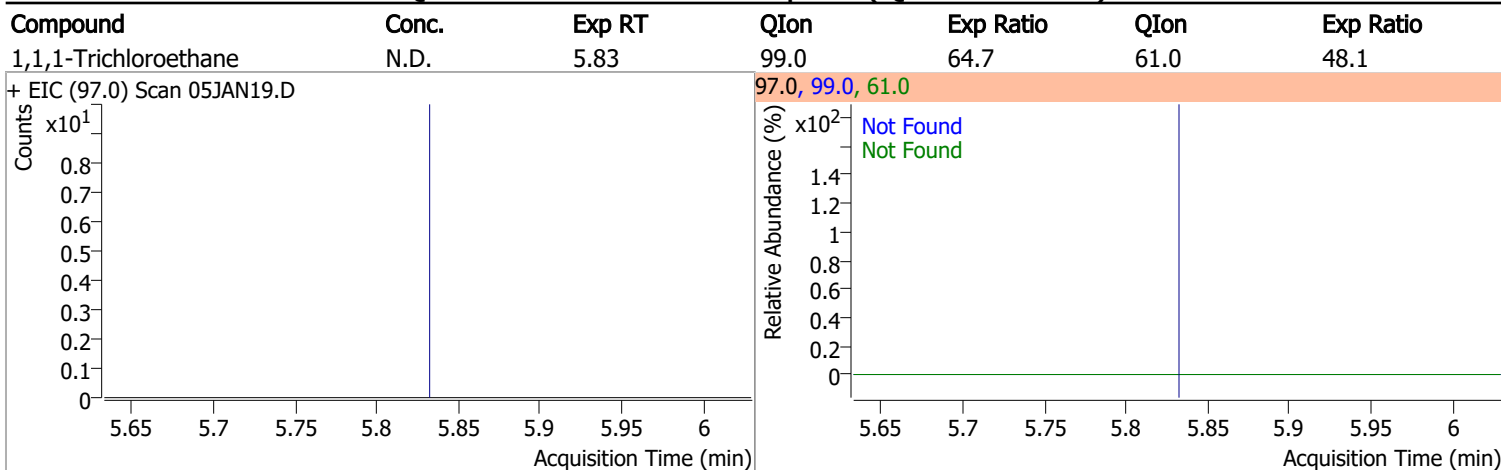 Compound Conc. Exp RT QIon Exp Ratio QIon Exp Ratio
1,1,1-Trichloroethane N.D. 5.83 99.0 64.7 61.0 48.1
+ EIC (97.0) Scan 05JAN19.D
Counts
x10¹
0.8
0.7
0.6
0.5
0.4
0.3
0.2
0.1
0
5.65 5.7 5.75 5.8 5.85 5.9 5.95 6
Acquisition Time (min)
97.0, 99.0, 61.0
Relative Abundance (%)
x10²
Not Found
Not Found
1.4
1.2
1
0.8
0.6
0.4
0.2
0
5.65 5.7 5.75 5.8 5.85 5.9 5.95 6
Acquisition Time (min)